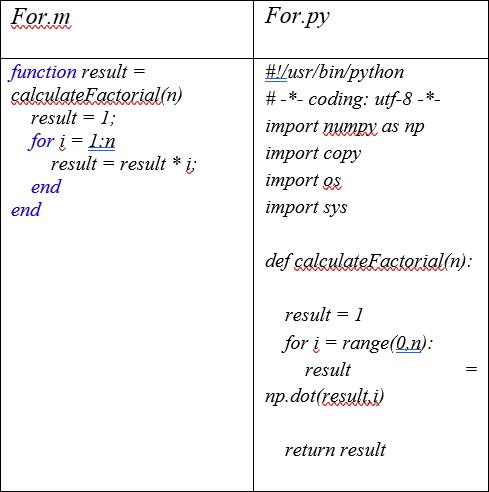 For.m
function result =
calculateFactorial(n)
result = 1;
for i = 1:n
result = result * i;
end
end
For.py
#!/usr/bin/python
# -*- coding: utf-8 -*-
import numpy as np
import copy
import os
import sys
def calculateFactorial(n):
result = 1
for i = range(0,n):
result =
np.dot(result,i)
return result